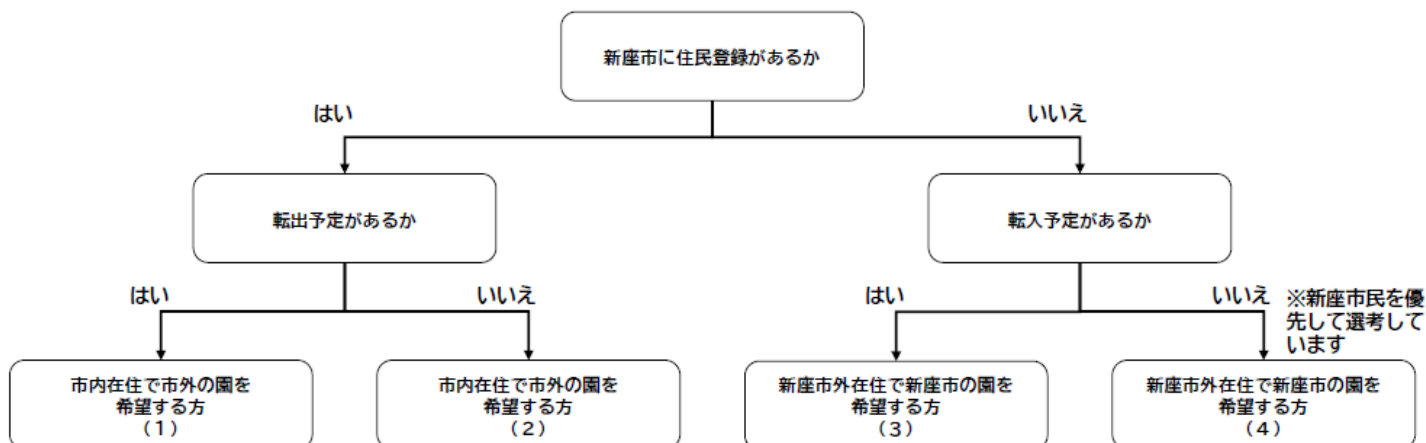 新座市に住民登録があるか
はい
いいえ
転出予定があるか
転入予定があるか
はい
いいえ
はい
いいえ
※新座市民を優
先して選考して
います
市内在住で市外の園を
希望する方
(1)
市内在住で市外の園を
希望する方
(2)
新座市外在住で新座市の園を
希望する方
(3)
新座市外在住で新座市の園を
希望する方
(4)